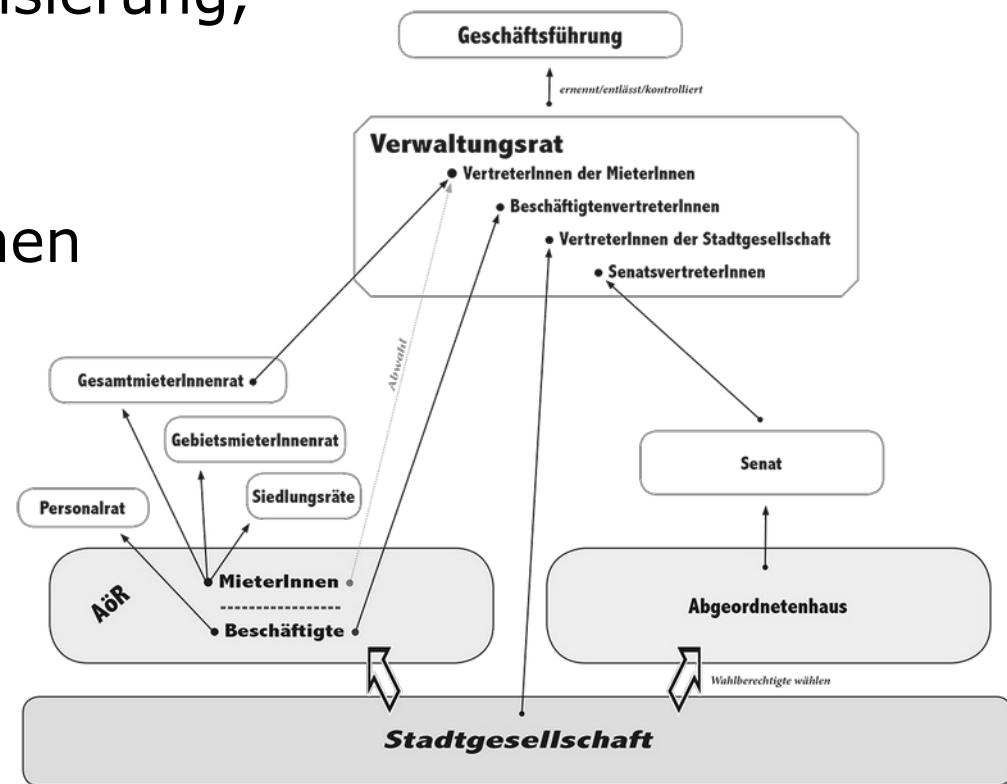 isierung,
nen
Geschäftsführung
ernennt/entlässt/kontrolliert
Verwaltungsrat
VertreterInnen der MieterInnen
BeschäftigtenvertreterInnen
VertreterInnen der Stadtgesellschaft
SenatsvertreterInnen
Abwahl
GesamtmieterInnenrat
GebietsmieterInnenrat
Siedlungsräte
Personalrat
Senat
AöR
MieterInnen
Beschäftigte
Abgeordnetenhaus
Wahlberechtigte wählen
Stadtgesellschaft